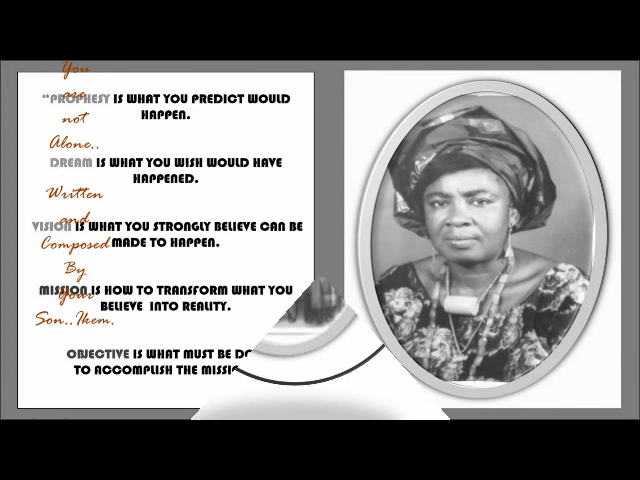 "PROPHESY IS WHAT YOU PREDICT WOULD
HAPPEN.
DREAM IS WHAT YOU WISH WOULD HAVE
HAPPENED.
VISION IS WHAT YOU STRONGLY BELIEVE CAN BE
MADE TO HAPPEN.
MISSION IS HOW TO TRANSFORM WHAT YOU
BELIEVE INTO REALITY.
OBJECTIVE IS WHAT MUST BE
TO ACCOMPLISH THE
You
are
not
Alone..
Written
and
Composed
By
Your
Son..Ikem.